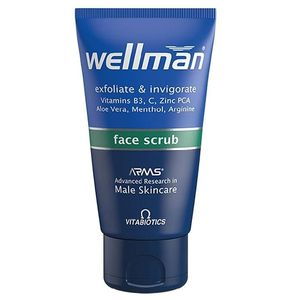 wellman
exfoliate & invigorate
Vitamins B3, C, Zinc PCA
Aloe Vera, Menthol, Arginine
face scrub
ARMS®
Advanced Research in
Male Skincare
VITABIOTICS